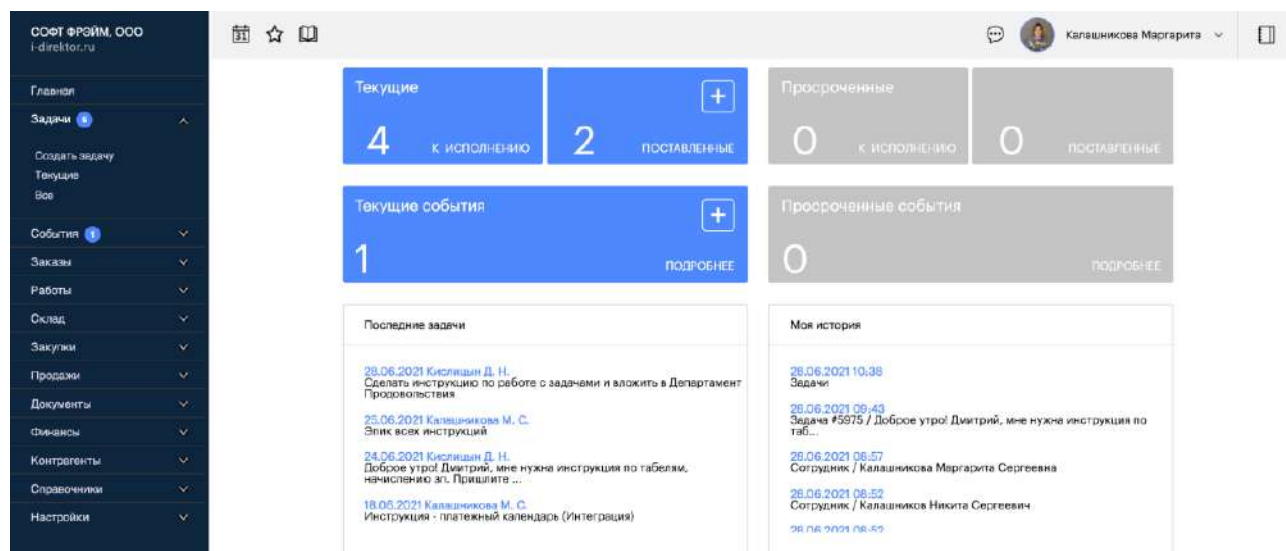 СОФТ ФРЭЙМ, ООО
i-direktor.ru
31
Калашникова Маргарита
Главная
Задачи 6
Создать задачу
Текущие
Все
События 1
Заказы
Работы
Склад
Закупки
Продажи
Документы
Финансы
Контрагенты
Справочники
Настройки
Текущие
4 К ИСПОЛНЕНИЮ
2 ПОСТАВЛЕННЫЕ
Просроченные
0 К ИСПОЛНЕНИЮ
0 ПОСТАВЛЕННЫЕ
Текущие события
1 ПОДРОБНЕЕ
Просроченные события
0 ПОДРОБНЕЕ
Последние задачи
28.06.2021 Кислицын Д. Н.
Сделать инструкцию по работе с задачами и вложить в Департамент
Продовольствия
25.06.2021 Калашникова М. С.
Эпик всех инструкций
24.06.2021 Кислицын Д. Н.
Доброе утро! Дмитрий, мне нужна инструкция по табелям,
начислению зп. Пришлите ...
18.06.2021 Калашникова М. С.
Инструкция - платежный календарь (Интеграция)
Моя история
28.06.2021 10:38
Задачи
28.06.2021 09:43
Задача #5975 / Доброе утро! Дмитрий, мне нужна инструкция по
таб...
28.06.2021 08:57
Сотрудник / Калашникова Маргарита Сергеевна
28.06.2021 08:52
Сотрудник / Калашников Никита Сергеевич
28.06.2021 08:52